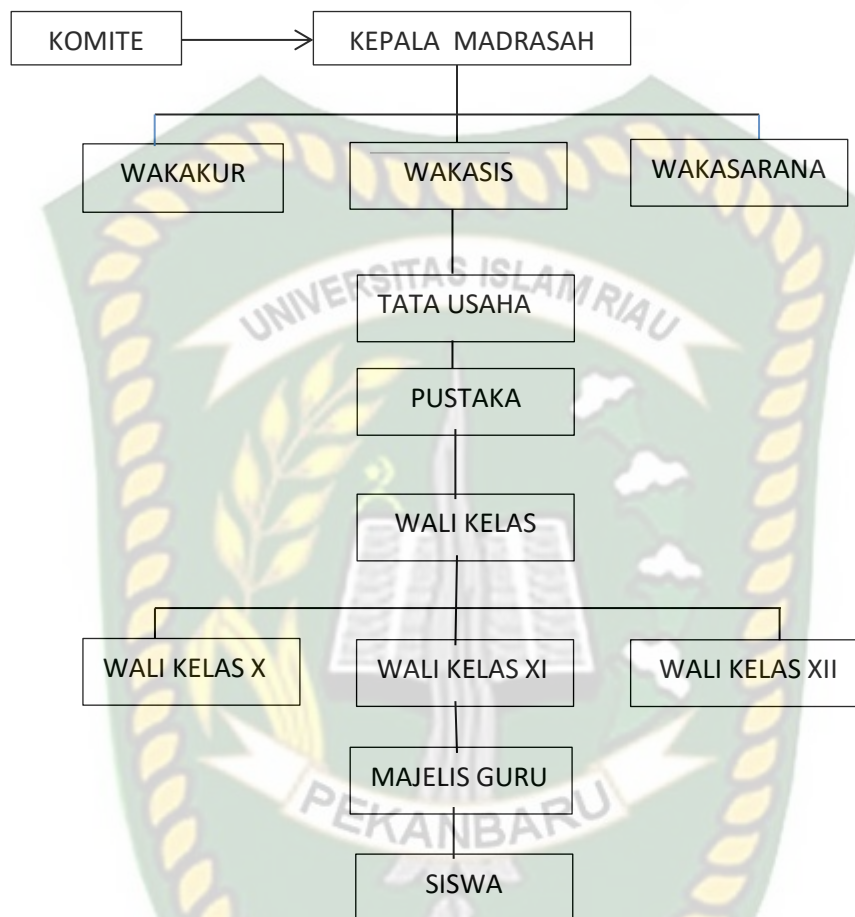 KOMITE
KEPALA MADRASAH
WAKAKUR
WAKASIS
WAKASARANA
UNIVERSITAS ISLAM RIAU
TATA USAHA
PUSTAKA
WALI KELAS
WALI KELAS X
WALI KELAS XI
WALI KELAS XII
MAJELIS GURU
PEKANBARU
SISWA